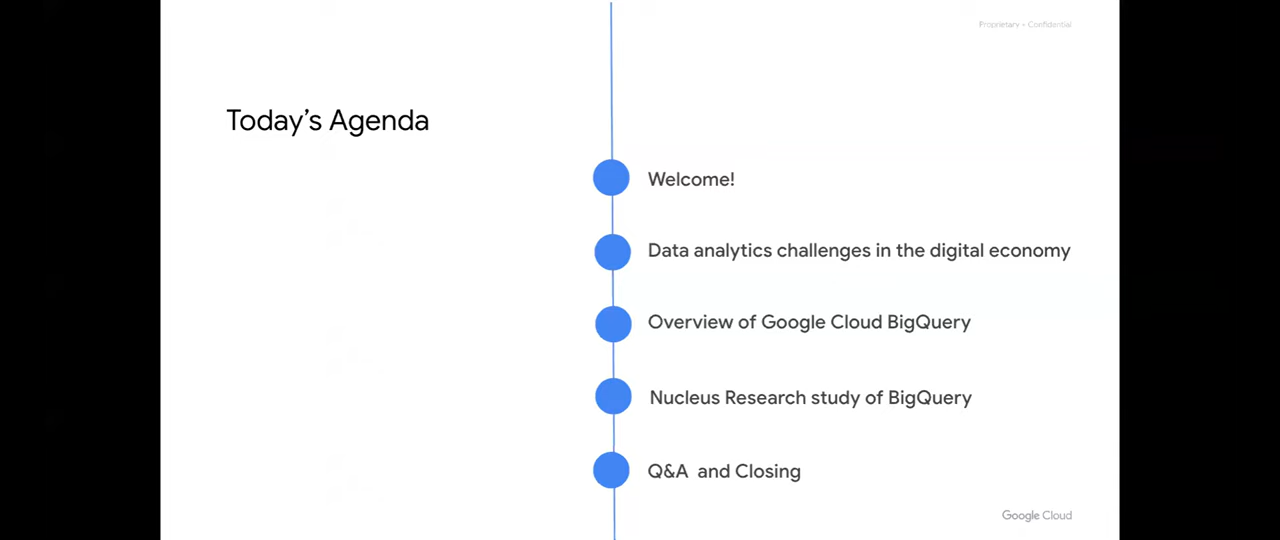 Proprietary + Confidential
Today's Agenda
Welcome!
Data analytics challenges in the digital economy
Overview of Google Cloud BigQuery
Nucleus Research study of BigQuery
Q&A and Closing
Google Cloud